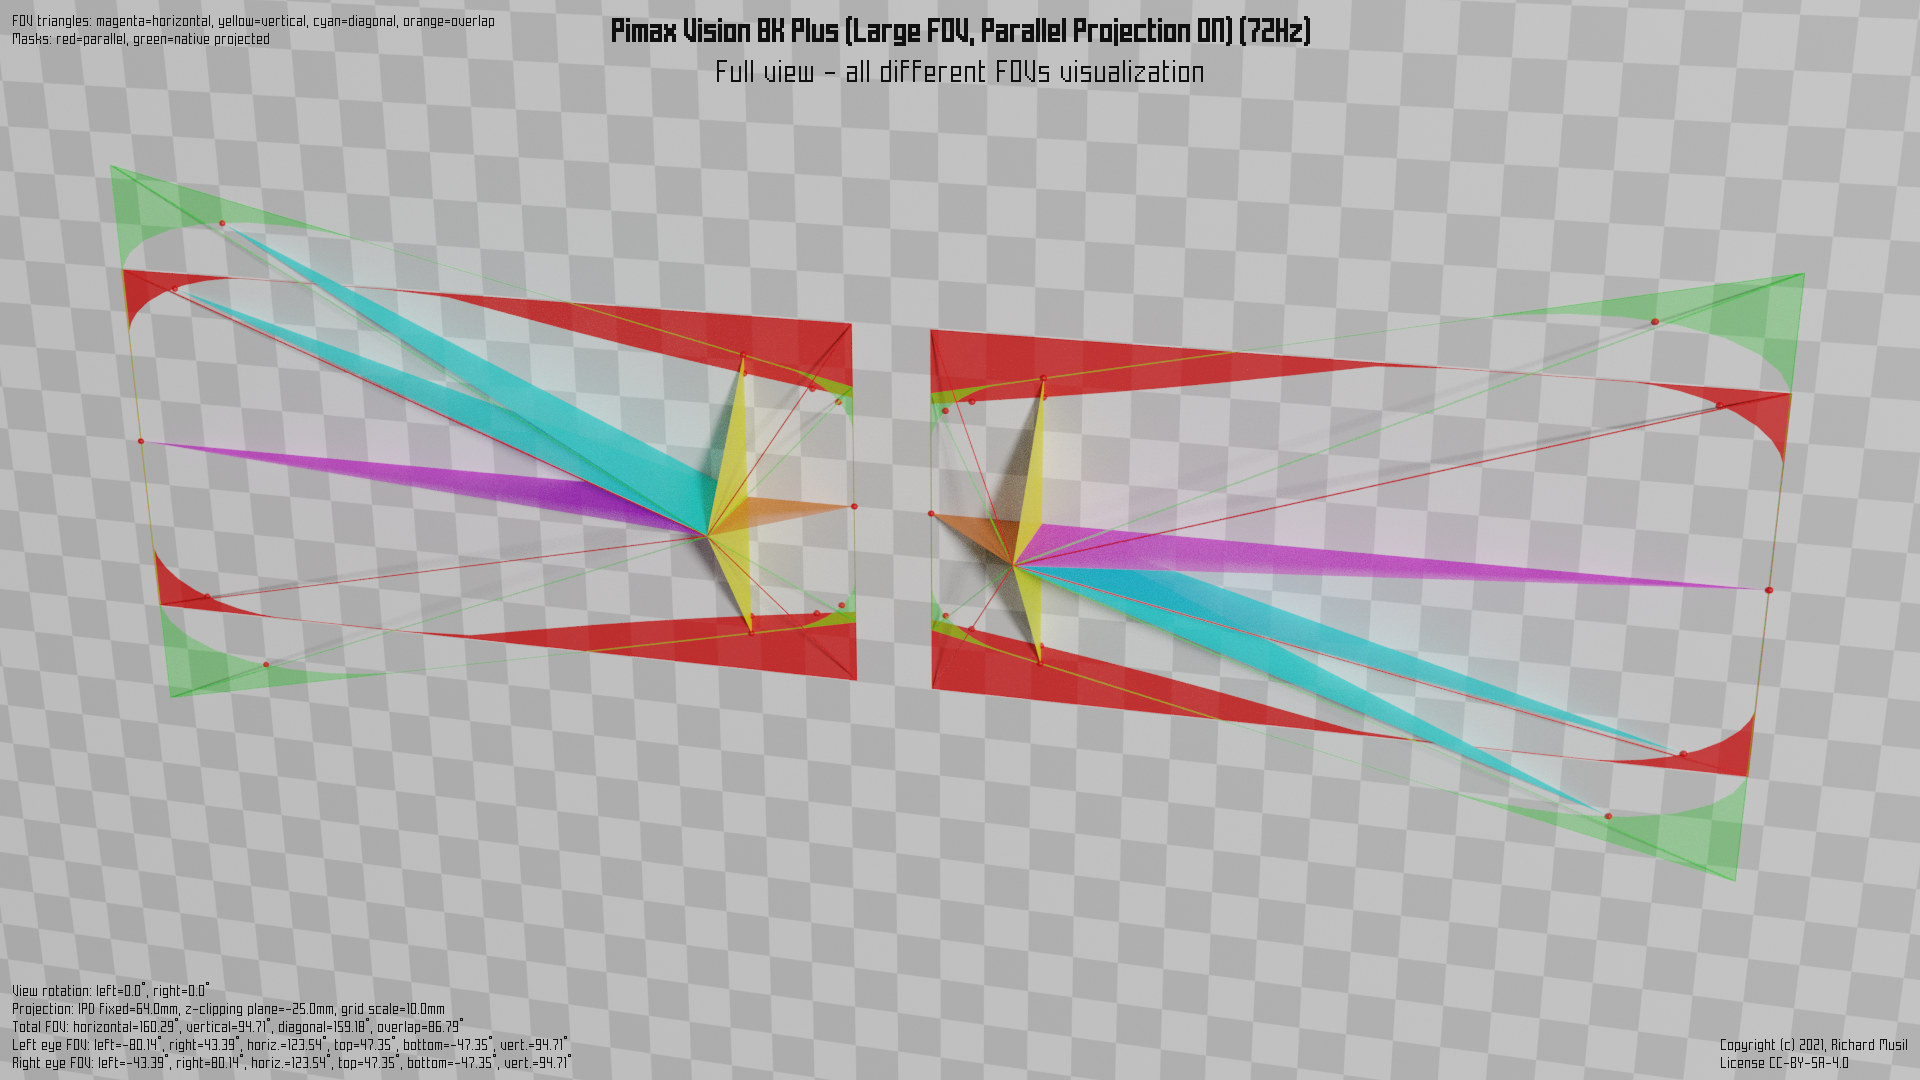 FOV triangles: magenta=horizontal, yellow=vertical, cyan=diagonal, orange=overlap
Masks: red=parallel, green=native projected
Pimax Vision 8K Plus (Large FOV, Parallel Projection ON) (72Hz)
Full view - all different FOVs visualization
View rotation: left=0.0°, right=0.0°
Projection: IPD fixed=64.0mm, z-clipping plane=-25.0mm, grid scale=10.0mm
Total FOV: horizontal=160.29°, vertical=94.71°, diagonal=159.18°, overlap=86.79°
Left eye FOV: left=-80.14°, right=43.39°, horiz.=123.54°, top=47.35°, bottom=-47.35°, vert.=94.71°
Right eye FOV: left=-43.39°, right=80.14°, horiz.=123.54°, top=47.35°, bottom=-47.35°, vert.=94.71°
Copyright (c) 2021, Richard Musil
License CC-BY-SA-4.0